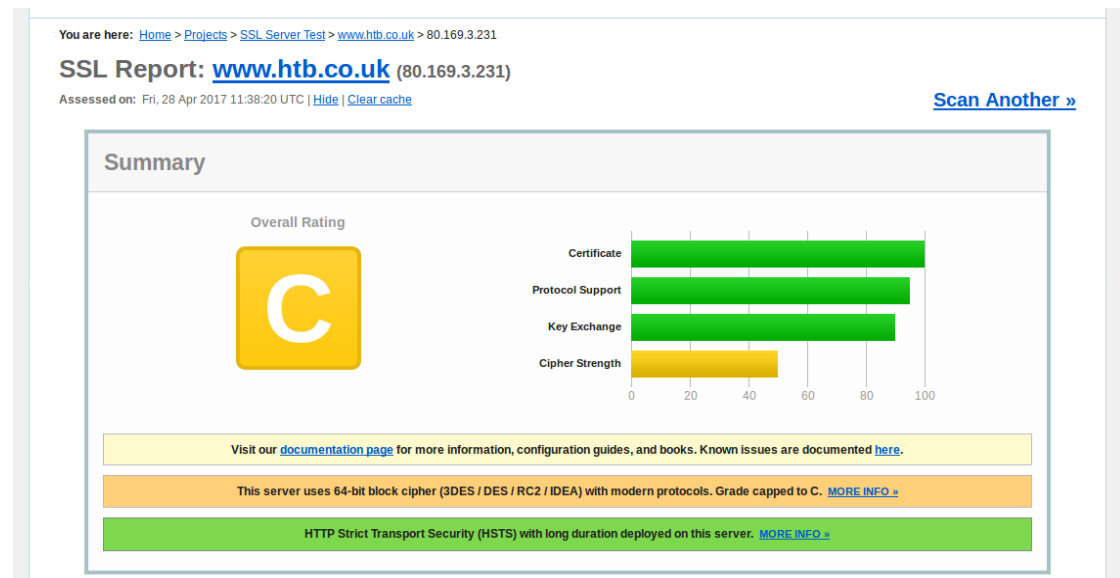 You are here: Home > Projects > SSL Server Test > www.htb.co.uk > 80.169.3.231
SSL Report: www.htb.co.uk (80.169.3.231)
Assessed on: Fri, 28 Apr 2017 11:38:20 UTC | Hide | Clear cache
Scan Another »
Summary
Overall Rating
C
Certificate
Protocol Support
Key Exchange
Cipher Strength
0 20 40 60 80 100
Visit our documentation page for more information, configuration guides, and books. Known issues are documented here.
This server uses 64-bit block cipher (3DES / DES / RC2 / IDEA) with modern protocols. Grade capped to C. MORE INFO »
HTTP Strict Transport Security (HSTS) with long duration deployed on this server. MORE INFO »